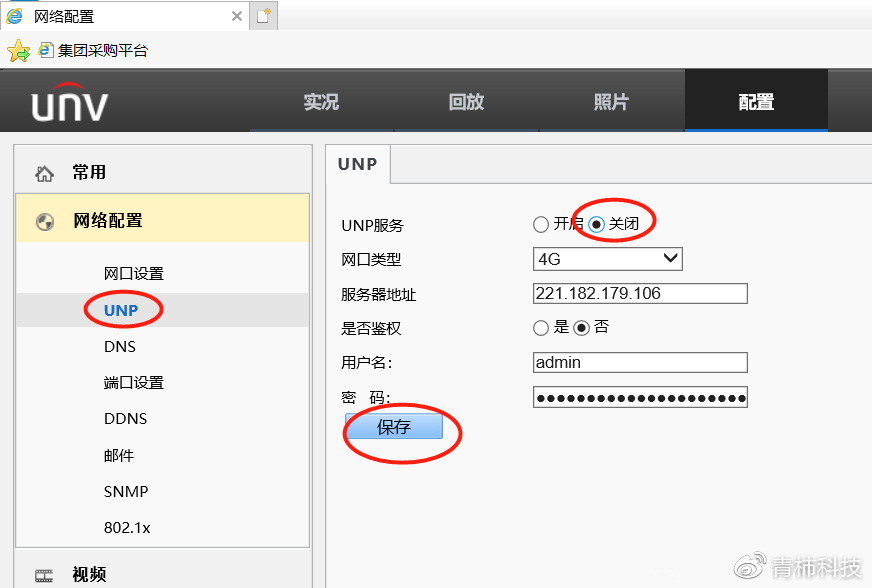 网络配置
集团采购平台
unv
实况 回放 照片 配置
常用
网络配置
网口设置
UNP
DNS
端口设置
DDNS
邮件
SNMP
802.1x
视频
UNP
UNP服务 开启 关闭
网口类型 4G
服务器地址 221.182.179.106
是否鉴权 是 否
用户名: admin
密 码: ●●●●●●●●●●●●●●●●●●●●●
保存
青柿科技